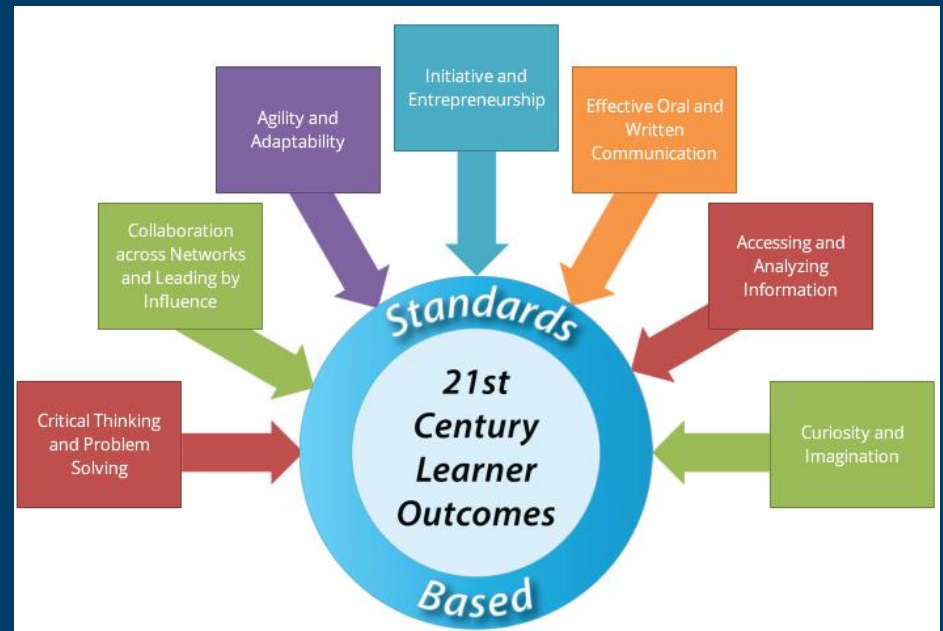 Initiative and
Entrepreneurship
Agility and
Adaptability
Effective Oral and
Written
Communication
Collaboration
across Networks
and Leading by
Influence
Accessing and
Analyzing
Information
Critical Thinking
and Problem
Solving
Curiosity and
Imagination
Standards
21st
Century
Learner
Outcomes
Based